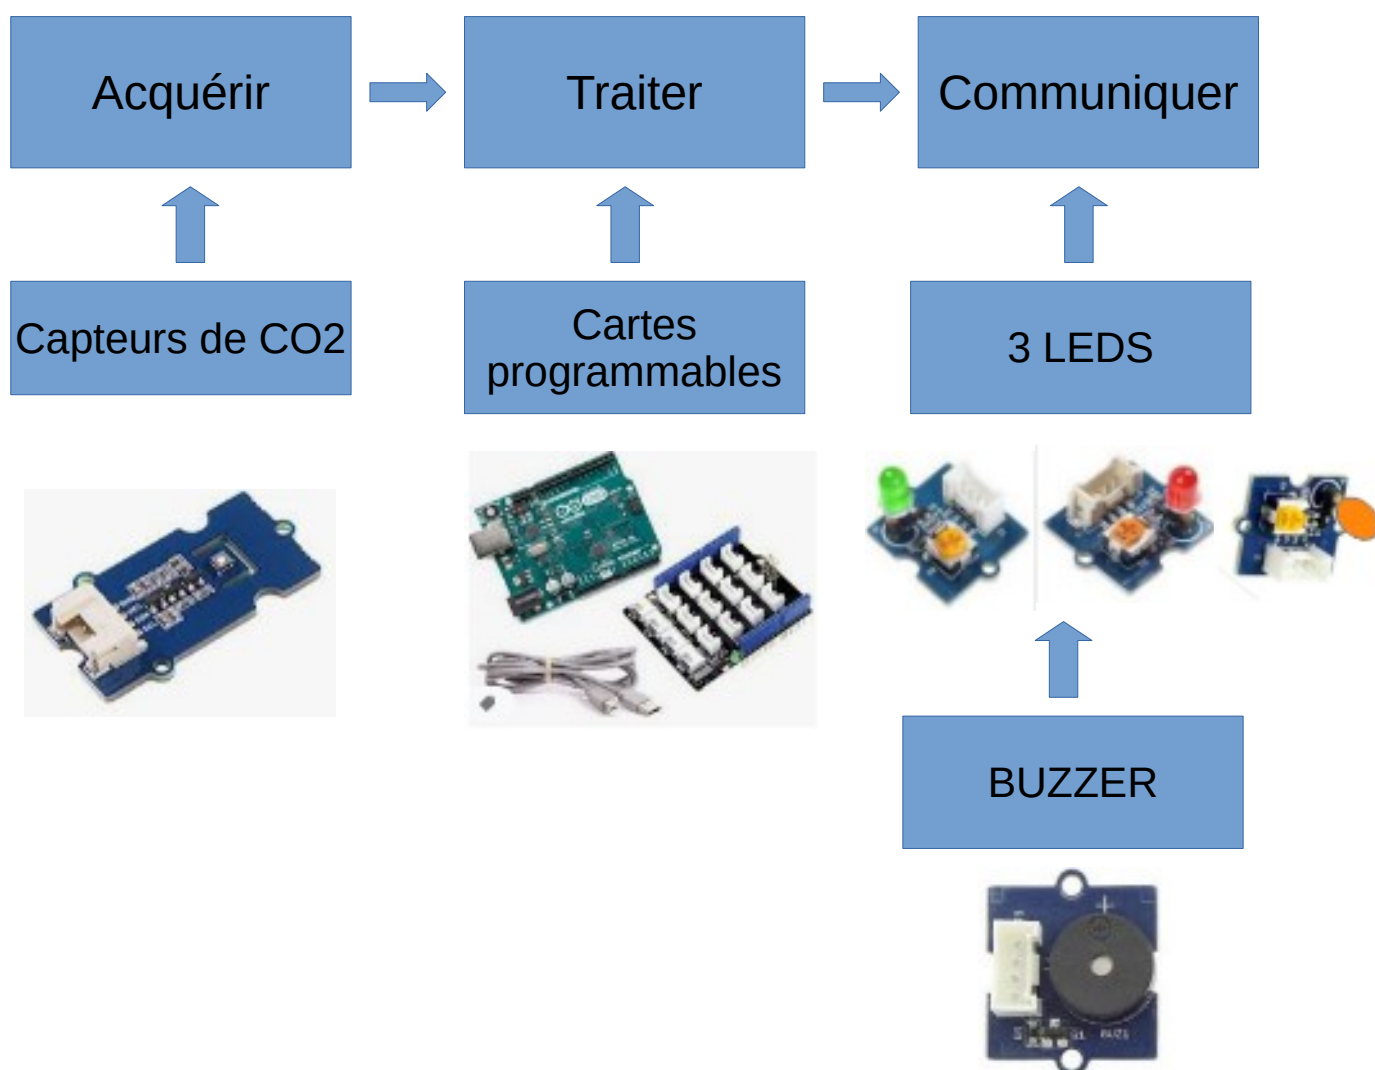 Acquérir
Traiter
Communiquer
Capteurs de CO2
Cartes
programmables
3 LEDS
BUZZER